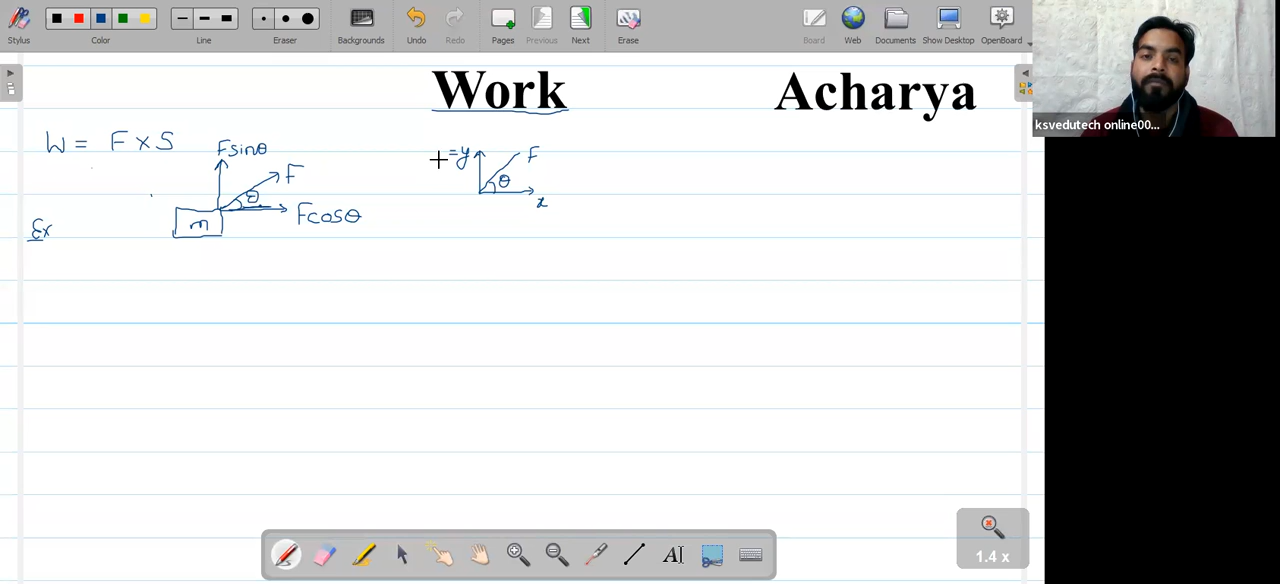 Stylus Color Line Eraser Backgrounds Undo Redo Pages Previous Next Erase Board Web Documents Show Desktop OpenBoard
Work Acharya
ksvedutech online00...
W = F × S
Fsinθ
F
θ
Fcosθ
m
=y
F
θ
x
Ex
AI
1.4 x